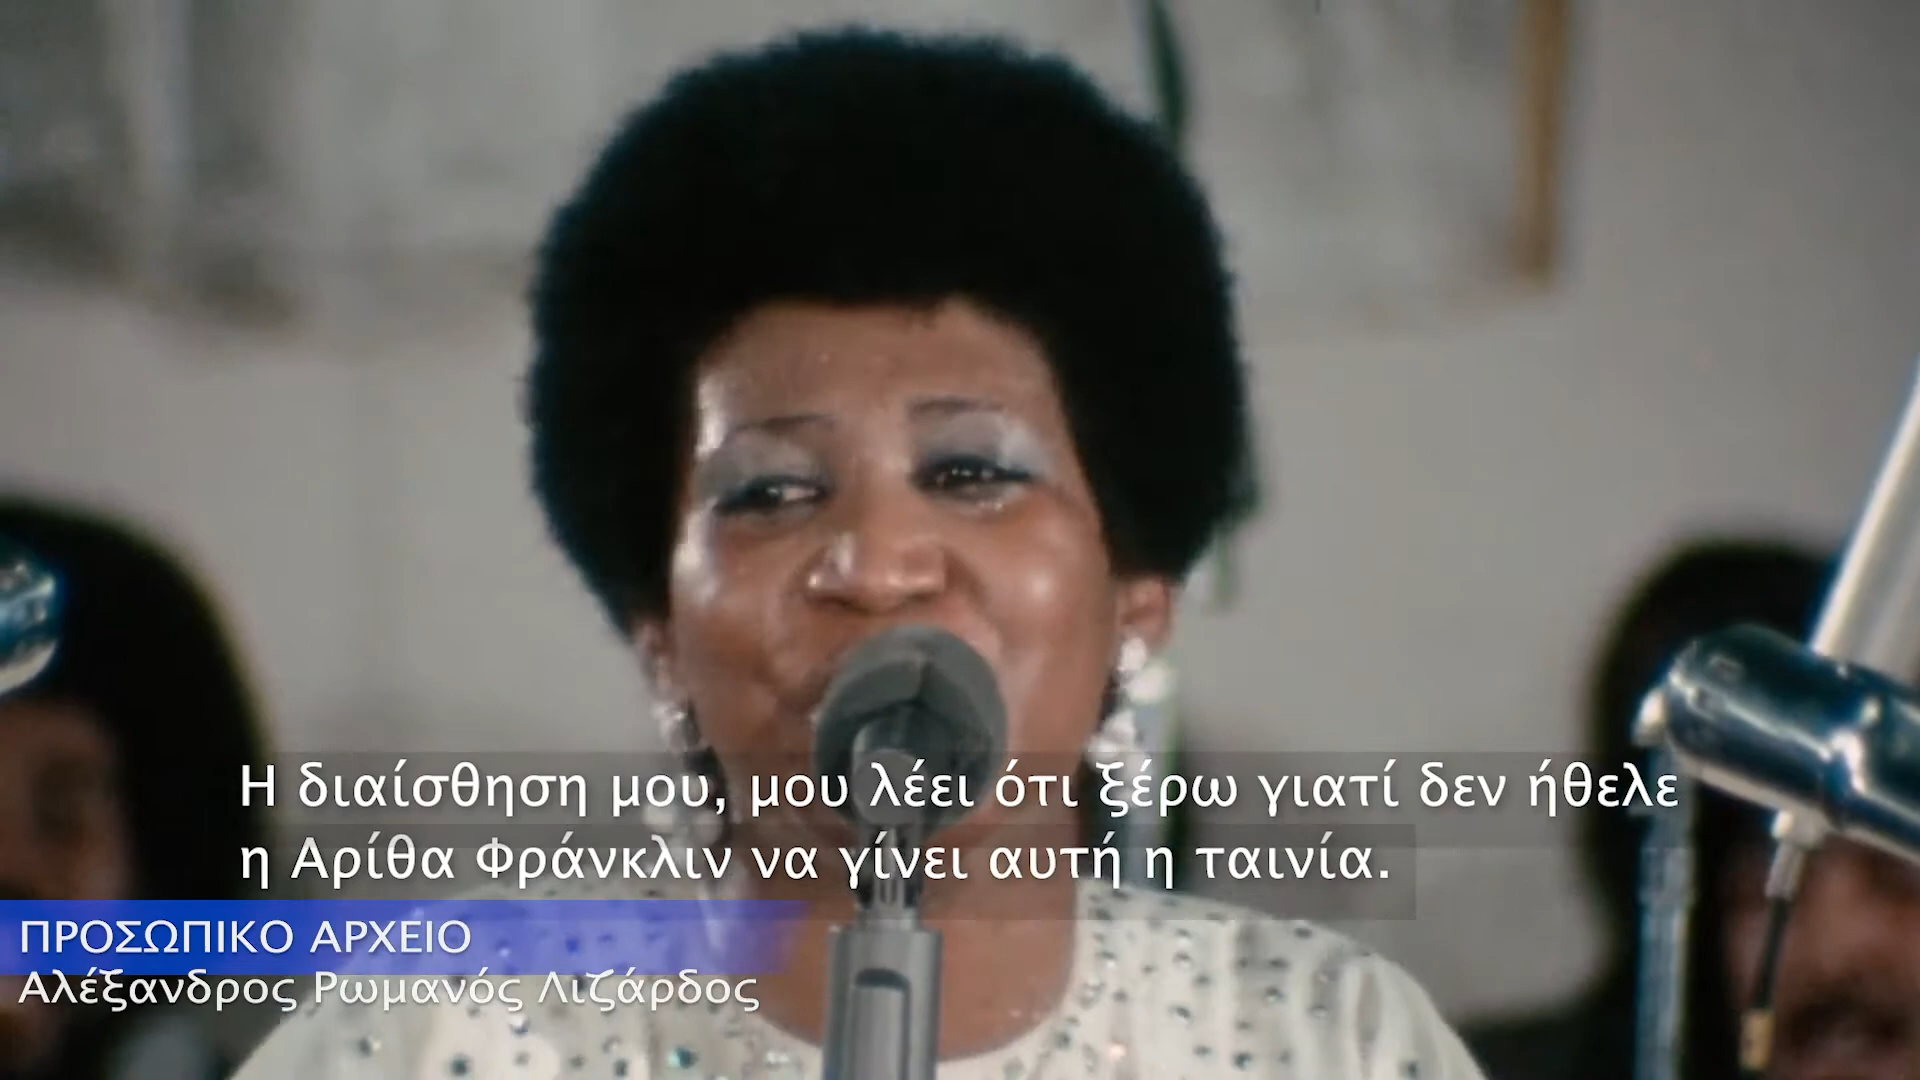 Η διαίσθηση μου, μου λέει ότι ξέρω γιατί δεν ήθελε
η Αρίθα Φράνκλιν να γίνει αυτή η ταινία.
ΠΡΟΣΩΠΙΚΟ ΑΡΧΕΙΟ
Αλέξανδρος Ρωμανός Λιζάρδος